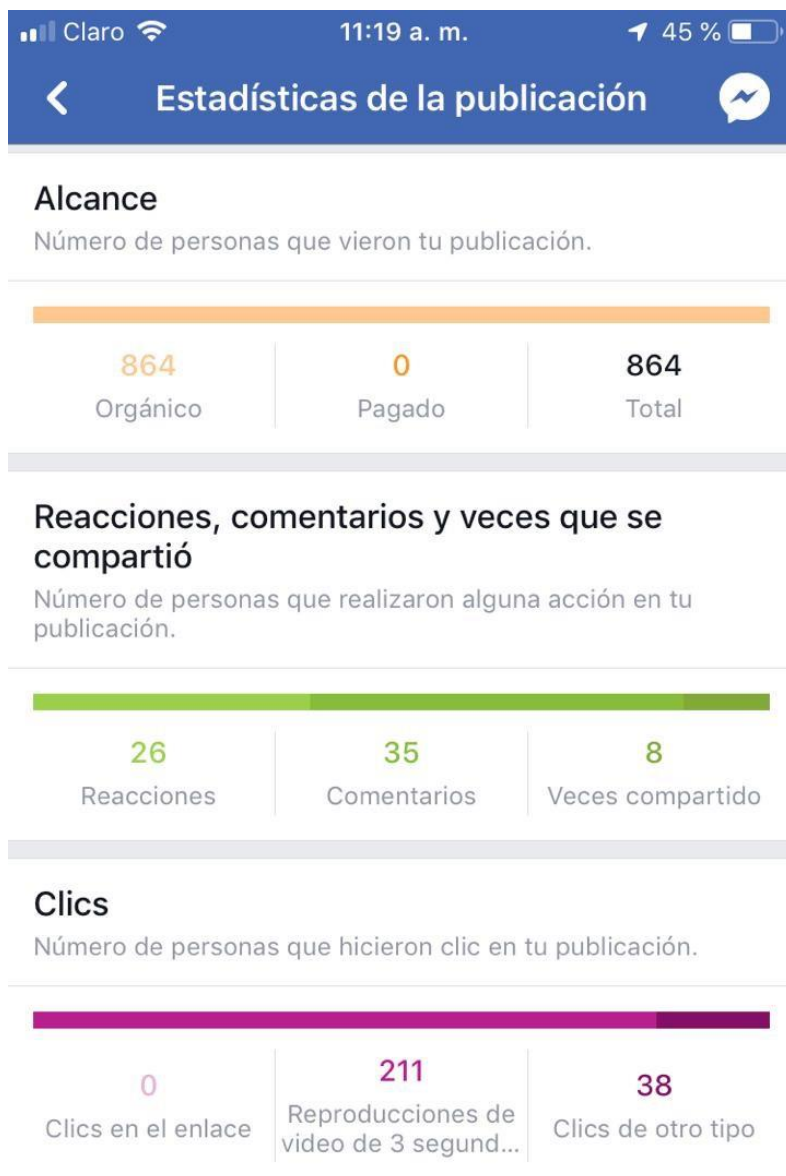 Claro 11:19 a. m. 45 %
Estadísticas de la publicación
Alcance
Número de personas que vieron tu publicación.
864 0 864
Orgánico Pagado Total
Reacciones, comentarios y veces que se
compartió
Número de personas que realizaron alguna acción en tu
publicación.
26 35 8
Reacciones Comentarios Veces compartido
Clics
Número de personas que hicieron clic en tu publicación.
0 211 38
Clics en el enlace Reproducciones de Clics de otro tipo
video de 3 segund...